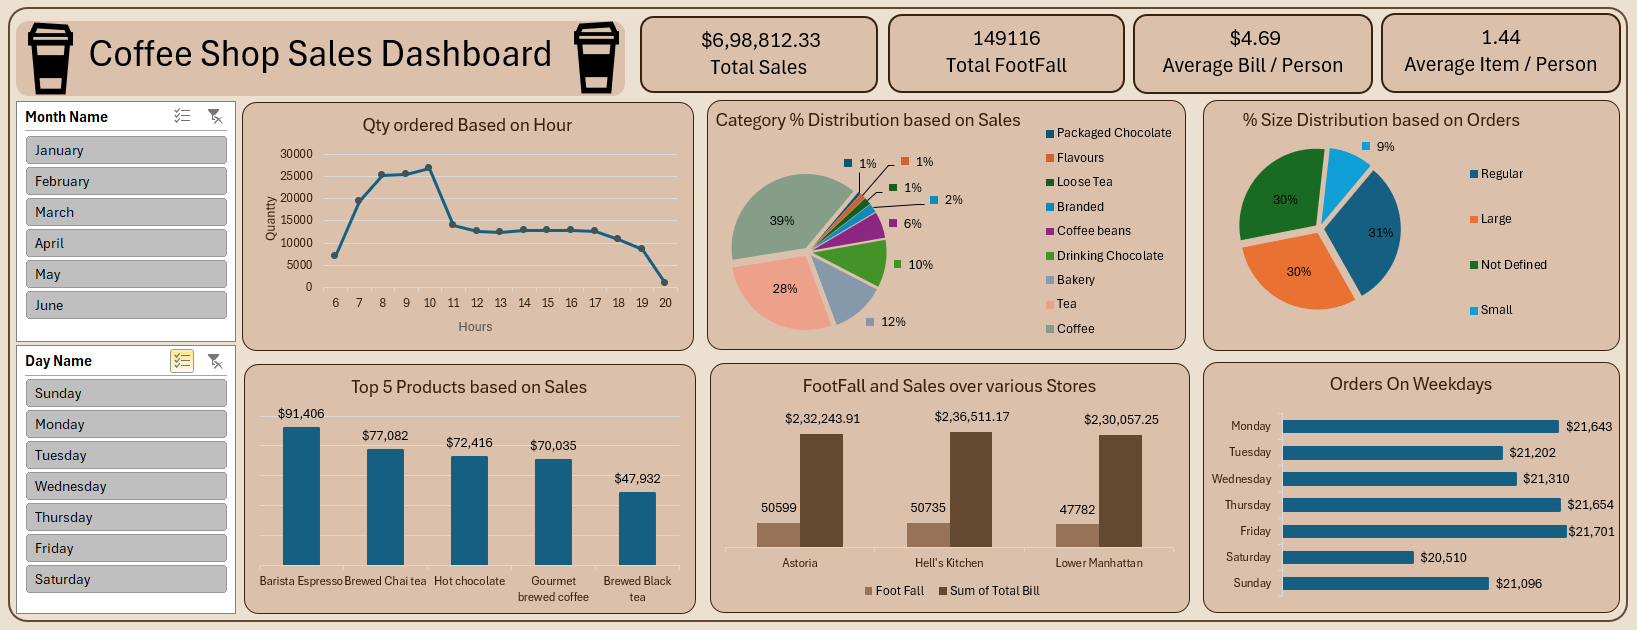 Coffee Shop Sales Dashboard
$6,98,812.33
Total Sales
149116
Total FootFall
$4.69
Average Bill / Person
1.44
Average Item / Person
Month Name
January
February
March
April
May
June
Day Name
Sunday
Monday
Tuesday
Wednesday
Thursday
Friday
Saturday
Qty ordered Based on Hour
30000
25000
20000
15000
10000
5000
0
Quantty
6 7 8 9 10 11 12 13 14 15 16 17 18 19 20
Hours
Category % Distribution based on Sales
1%
1%
1%
2%
6%
10%
12%
28%
39%
Packaged Chocolate
Flavours
Loose Tea
Branded
Coffee beans
Drinking Chocolate
Bakery
Tea
Coffee
% Size Distribution based on Orders
9%
31%
30%
30%
Regular
Large
Not Defined
Small
Top 5 Products based on Sales
$91,406
$77,082
$72,416
$70,035
$47,932
Barista Espresso
Brewed Chai tea
Hot chocolate
Gourmet
brewed coffee
Brewed Black
tea
FootFall and Sales over various Stores
$2,32,243.91
$2,36,511.17
$2,30,057.25
50599
50735
47782
Astoria
Hell's Kitchen
Lower Manhattan
Foot Fall
Sum of Total Bill
Orders On Weekdays
Monday $21,643
Tuesday $21,202
Wednesday $21,310
Thursday $21,654
Friday $21,701
Saturday $20,510
Sunday $21,096